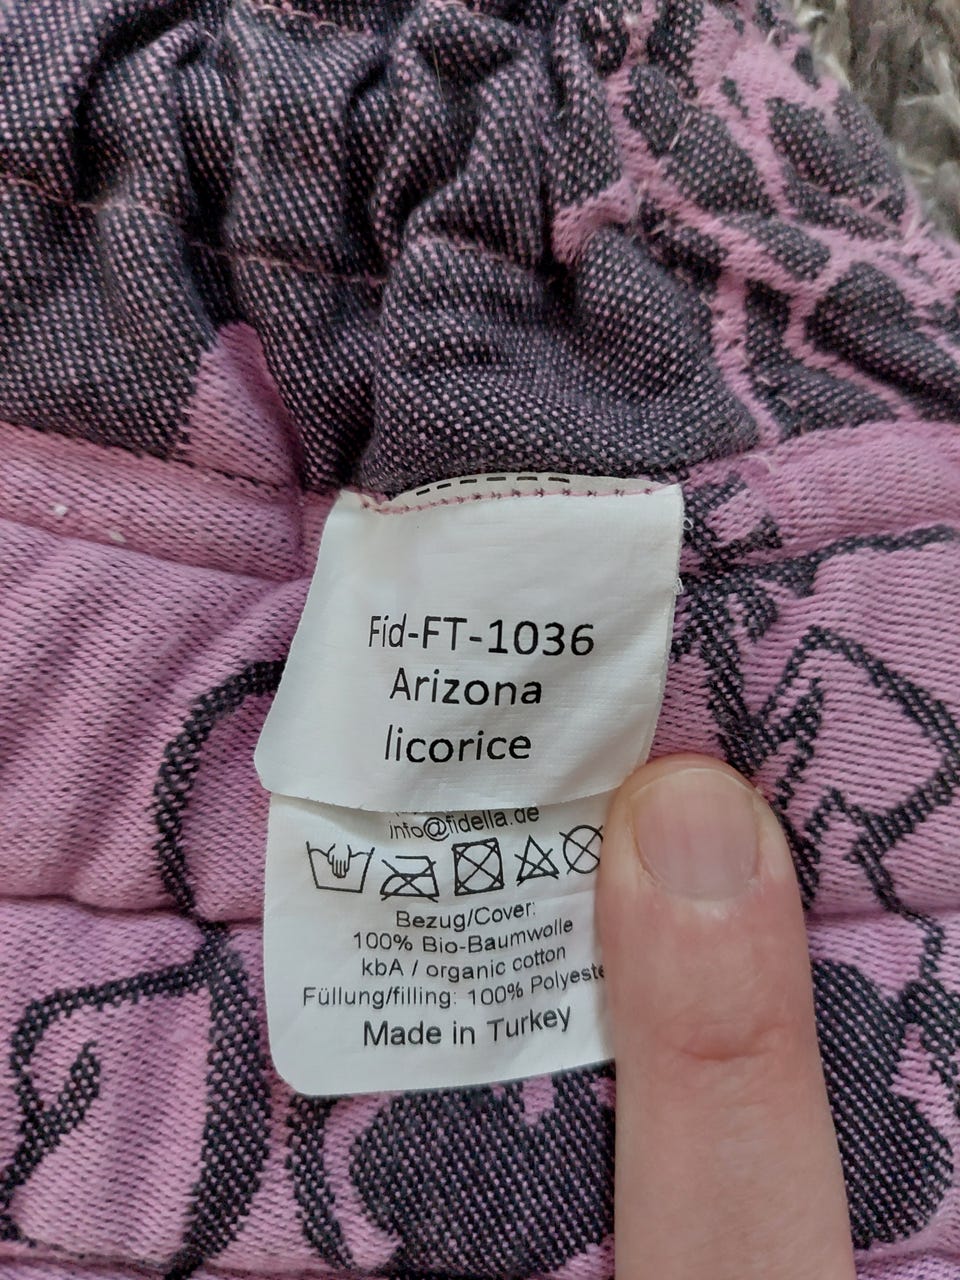 Fid-FT-1036
Arizona
licorice
info@fidella.de
Bezug/Cover:
100% Bio-Baumwolle
kbA / organic cotton
Füllung/filling: 100% Polyeste
Made in Turkey